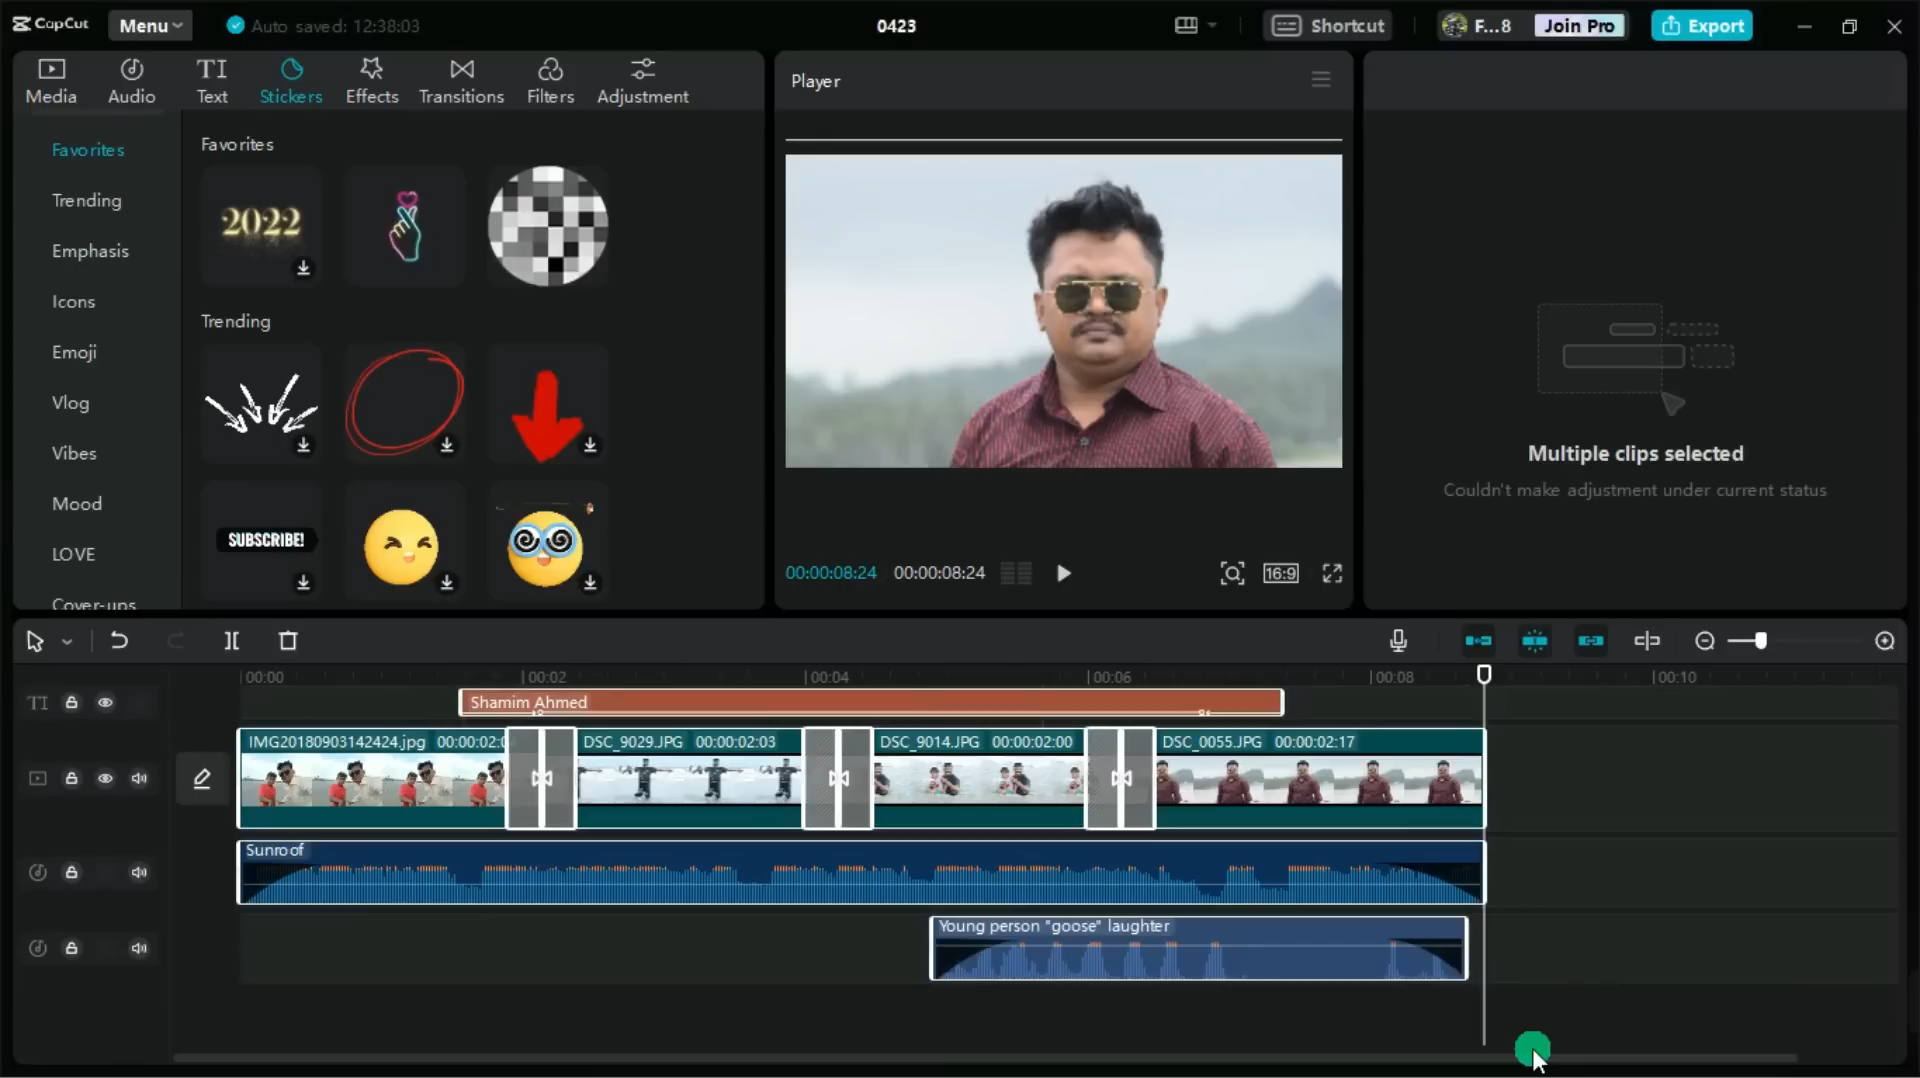 CapCut Menu Auto saved: 12:38:03 0423 Shortcut F...8 Join Pro Export
Media Audio Text Stickers Effects Transitions Filters Adjustment
Favorites
Trending
Emphasis
Icons
Emoji
Vlog
Vibes
Mood
LOVE
Cover-ups
Favorites
2022
Trending
SUBSCRIBE!
Player
00:00:08:24 00:00:08:24 16:9
Multiple clips selected
Couldn't make adjustment under current status
00:00 00:02 00:04 00:06 00:08 00:10
TI Shamim Ahmed
IMG20180903142424.jpg DSC_9029.JPG 00:00:02:03 DSC_9014.JPG 00:00:02:00 DSC_0055.JPG 00:00:02:17
Sunroof
Young person "goose" laughter